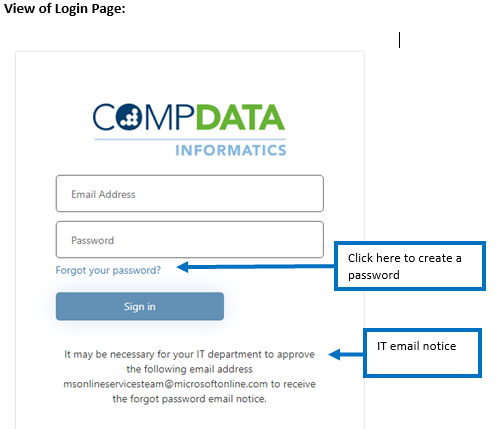 View of Login Page:
COMPDATA
INFORMATICS
Email Address
Password
Forgot your password?
Click here to create a
password
Sign in
IT email notice
It may be necessary for your IT department to approve
the following email address
msonlineservicesteam@microsoftonline.com to receive
the forgot password email notice.